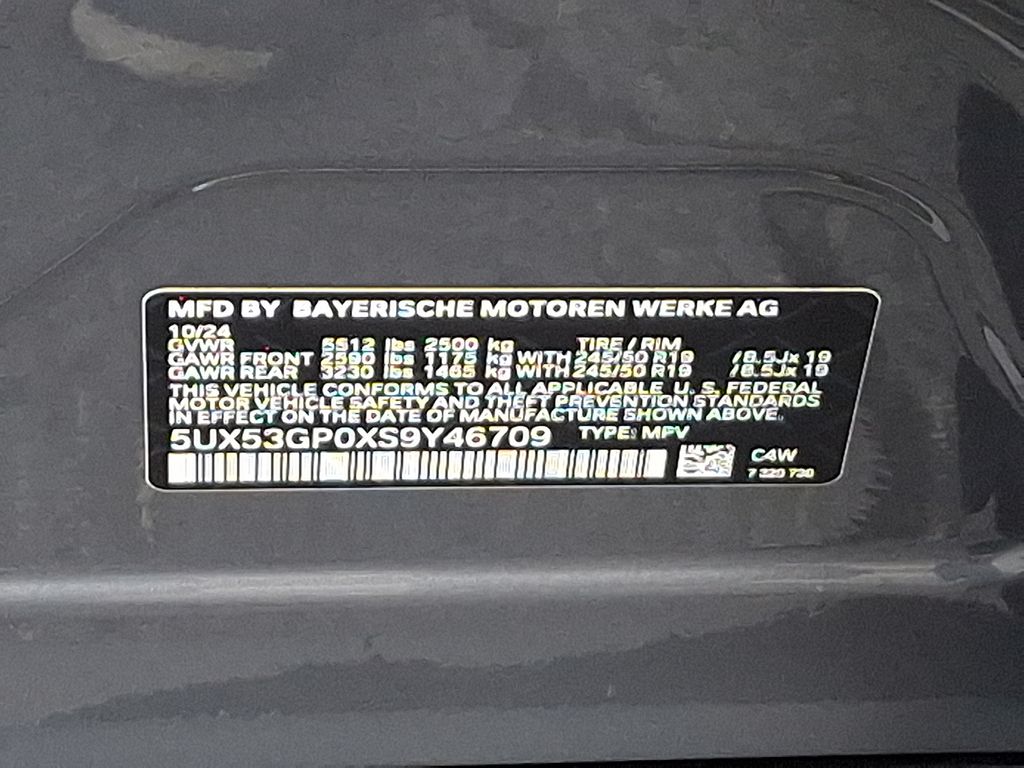 MFD BY BAYERISCHE MOTOREN WERKE AG
10/24
GVWR 5512 lbs 2500 kg TIRE / RIM
GAWR FRONT 2590 lbs 1175 kg WITH 245/50 R19 /8.5Jx 19
GAWR REAR 3230 lbs 1465 kg WITH 245/50 R19 /8.5Jx 19
THIS VEHICLE CONFORMS TO ALL APPLICABLE U. S. FEDERAL
MOTOR VEHICLE SAFETY AND THEFT PREVENTION STANDARDS
IN EFFECT ON THE DATE OF MANUFACTURE SHOWN ABOVE.
5UX53GP0XS9Y46709 TYPE: MPV
C4W
7 329 730